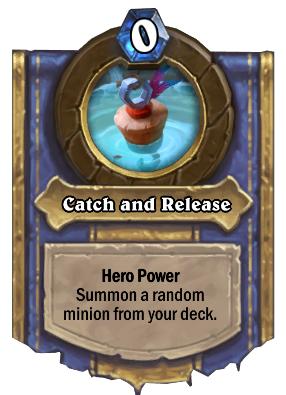 0
Catch and Release
Hero Power
Summon a random
minion from your deck.